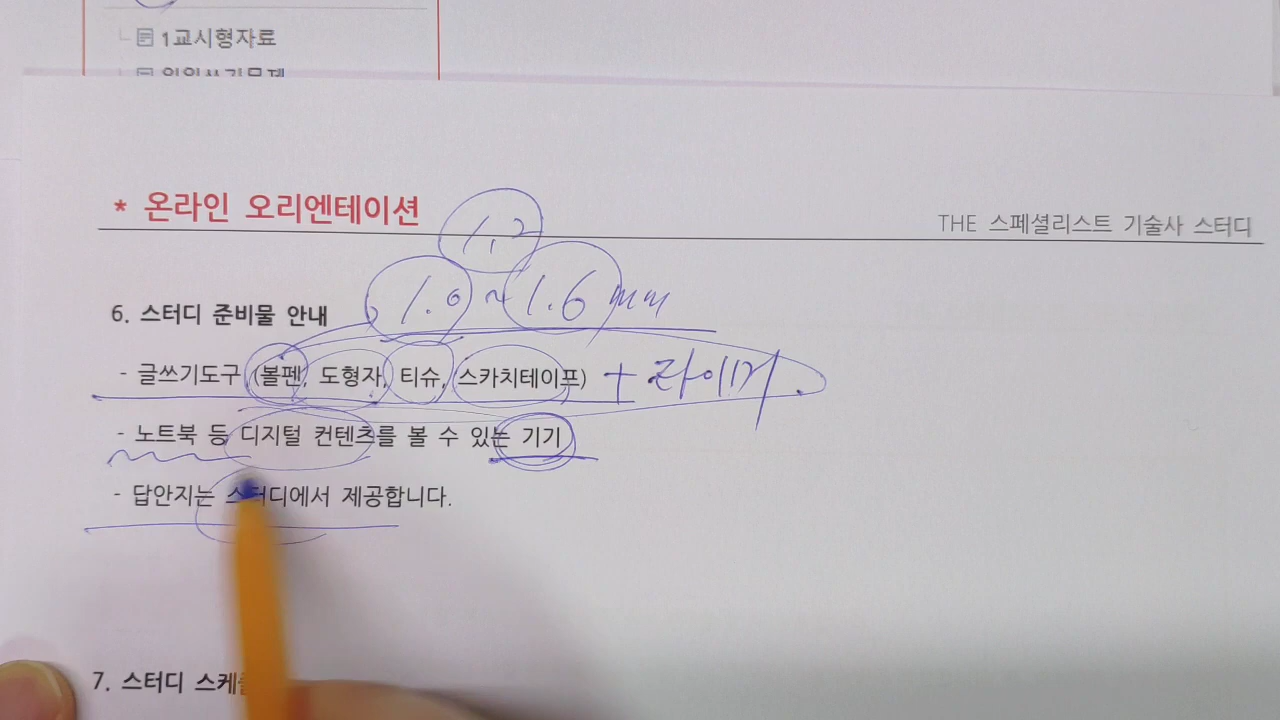 1교시형자료
* 온라인 오리엔테이션
THE 스페셜리스트 기술사 스터디
1.2
1.0 ~ 1.6 mm
6. 스터디 준비물 안내
- 글쓰기도구 (볼펜, 도형자, 티슈, 스카치테이프) + 타이머
- 노트북 등 디지털 컨텐츠를 볼 수 있는 기기
- 답안지는 스터디에서 제공합니다.
7. 스터디